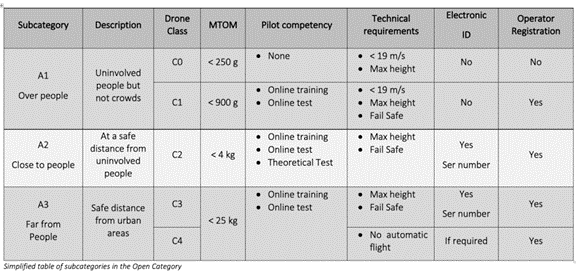 Subcategory Description Drone Class MTOM Pilot competency Technical requirements Electronic ID Operator Registration
A1
Over people
Uninvolved people but not crowds
C0 < 250 g
• None
• < 19 m/s
• Max height
No No
C1 < 900 g
• Online training
• Online test
• < 19 m/s
• Max height
• Fail Safe
No Yes
A2
Close to people
At a safe distance from uninvolved people
C2 < 4 kg
• Online training
• Online test
• Theoretical Test
• Max height
• Fail Safe
Yes
Ser number
Yes
A3
Far from People
Safe distance from urban areas
C3
< 25 kg
• Online training
• Online test
• Max height
• Fail Safe
Yes
Ser number
Yes
C4
• No automatic flight
If required Yes
Simplified table of subcategories in the Open Category